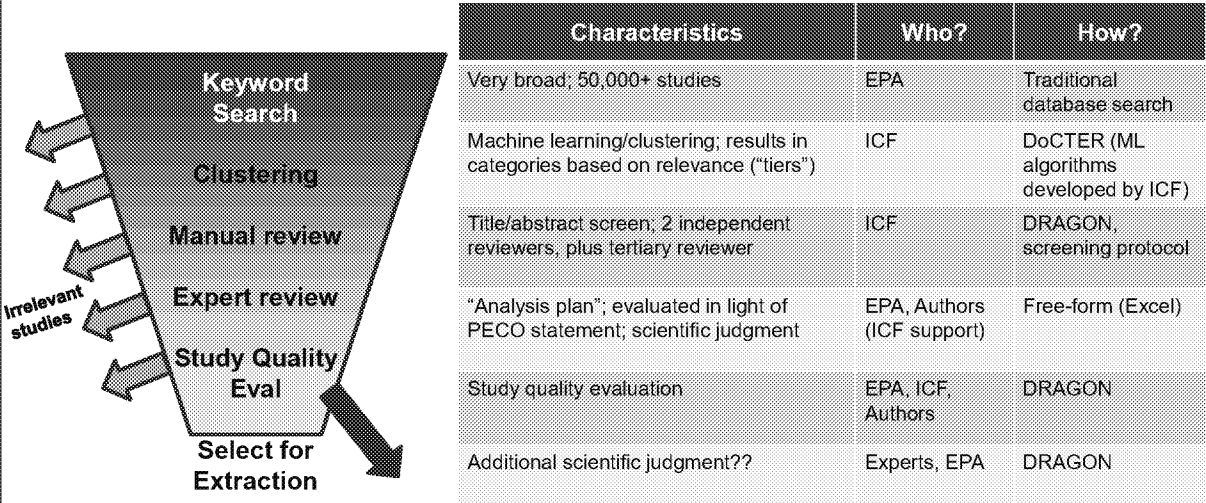 Keyword
Search
Clustering
Manual review
Expert review
Study Quality
Eval
Select for
Extraction
Irrelevant
studies
Characteristics Who? How?
Very broad; 50,000+ studies EPA Traditional
database search
Machine learning/clustering; results in ICF DoCTER (ML
categories based on relevance (“tiers”) algorithms
developed by ICF)
Title/abstract screen; 2 independent ICF DRAGON,
reviewers, plus tertiary reviewer screening protocol
“Analysis plan”; evaluated in light of EPA, Authors Free-form (Excel)
PECO statement; scientific judgment (ICF support)
Study quality evaluation EPA, ICF, DRAGON
Authors
Additional scientific judgment?? Experts, EPA DRAGON